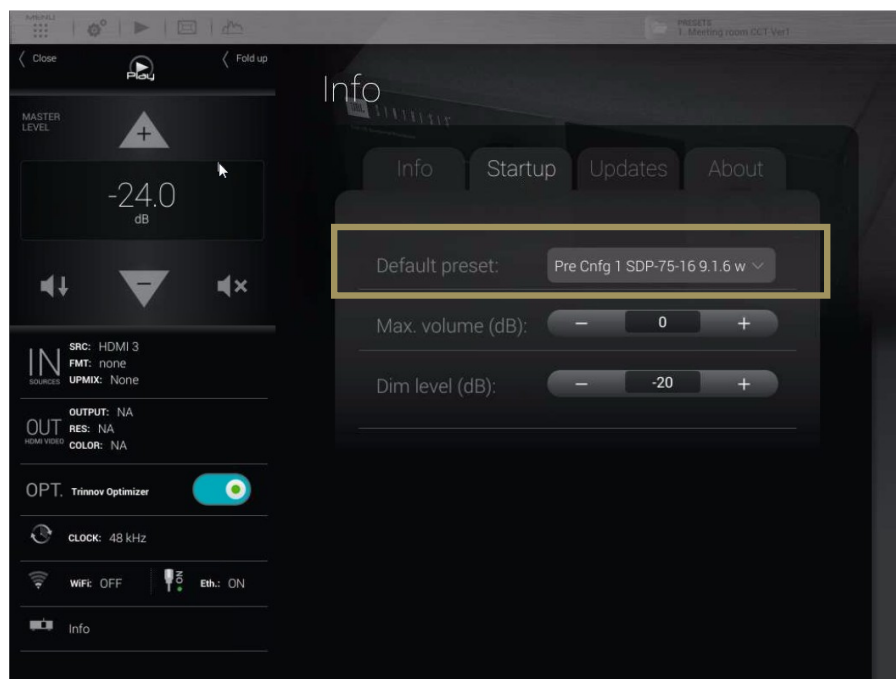 MENU
PRESETS
1. Meeting room CCT Ver1
Close
Play
Fold up
MASTER
LEVEL
+
-24.0
dB
−
IN
SOURCES
SRC: HDMI 3
FMT: none
UPMIX: None
OUT
HDMI VIDEO
OUTPUT: NA
RES: NA
COLOR: NA
OPT. Trinnov Optimizer
CLOCK: 48 kHz
WiFi: OFF
ON
Eth.: ON
Info
Info
JBL
Info Startup Updates About
Default preset: Pre Cnfg 1 SDP-75-16 9.1.6 w
Max. volume (dB): − 0 +
Dim level (dB): − -20 +